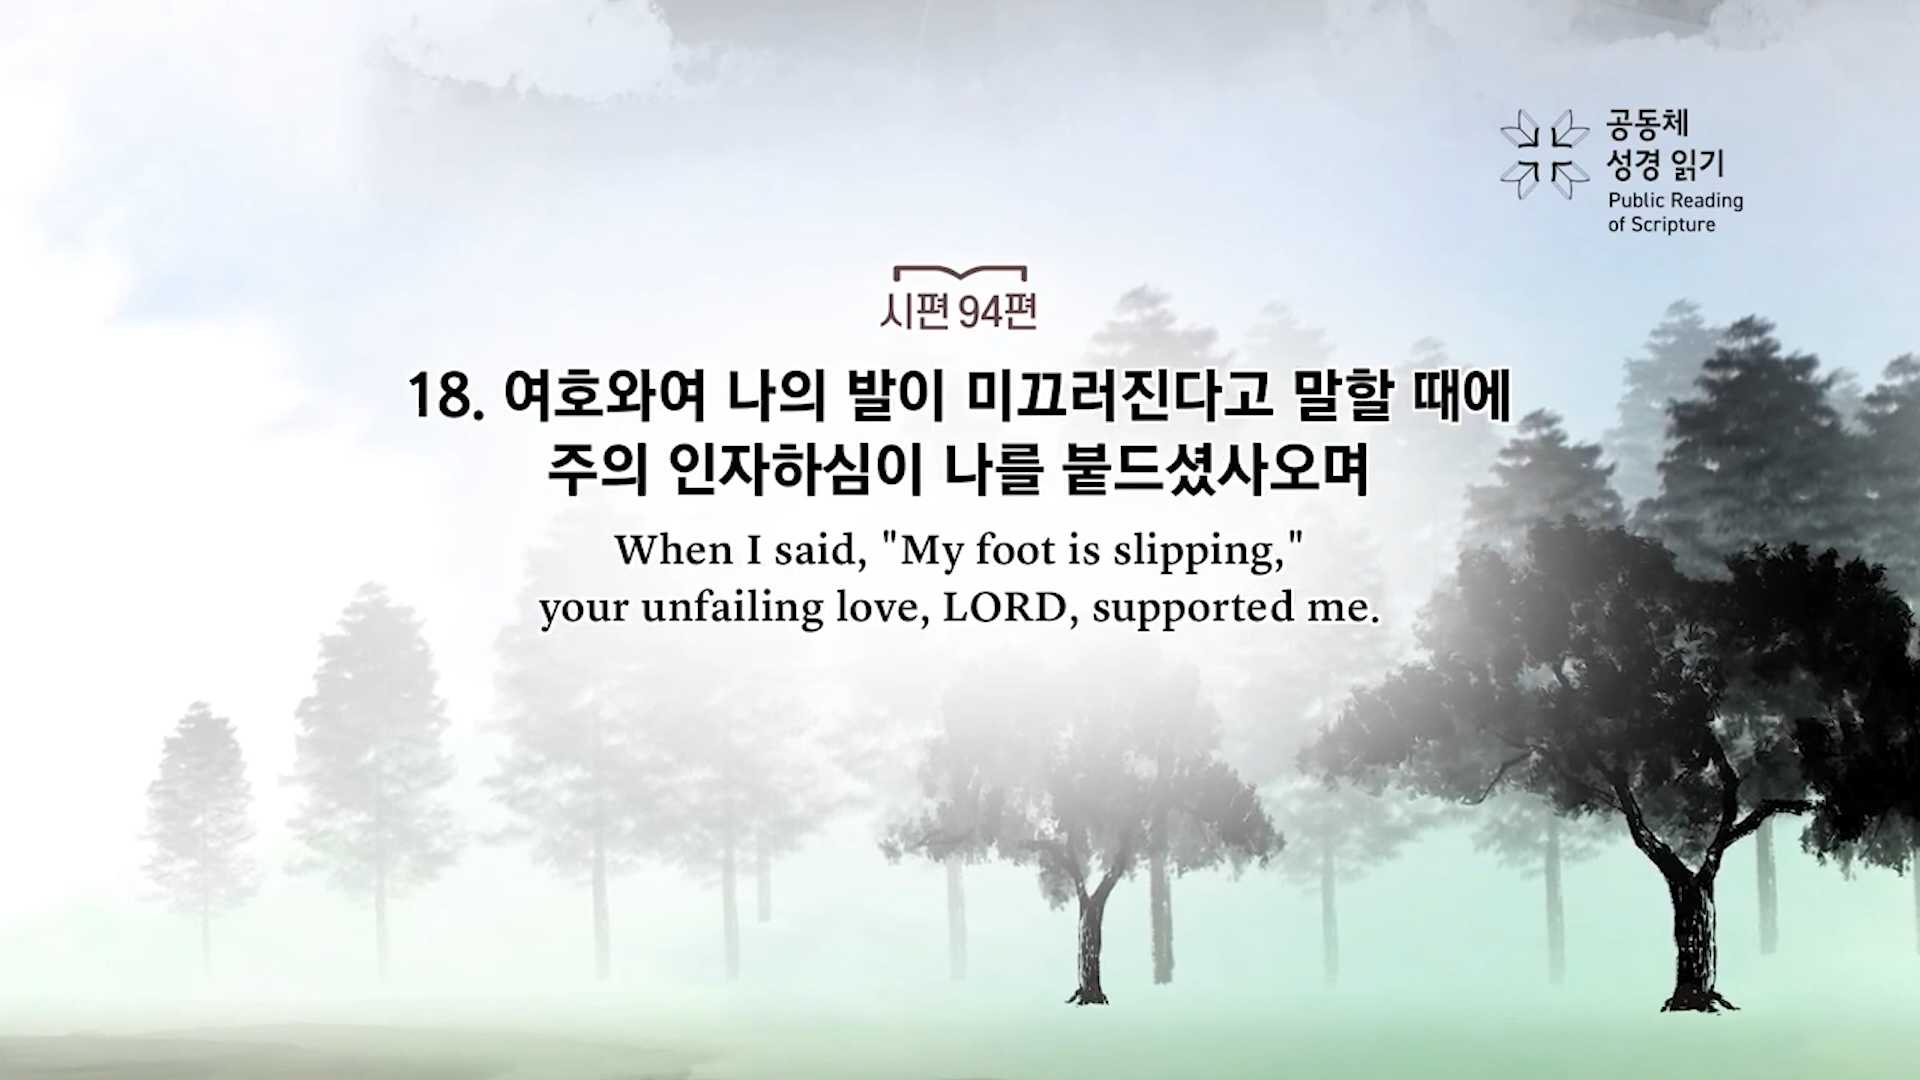 공동체
성경 읽기
Public Reading
of Scripture
시편 94편
18. 여호와여 나의 발이 미끄러진다고 말할 때에
주의 인자하심이 나를 붙드셨사오며
When I said, "My foot is slipping,"
your unfailing love, LORD, supported me.